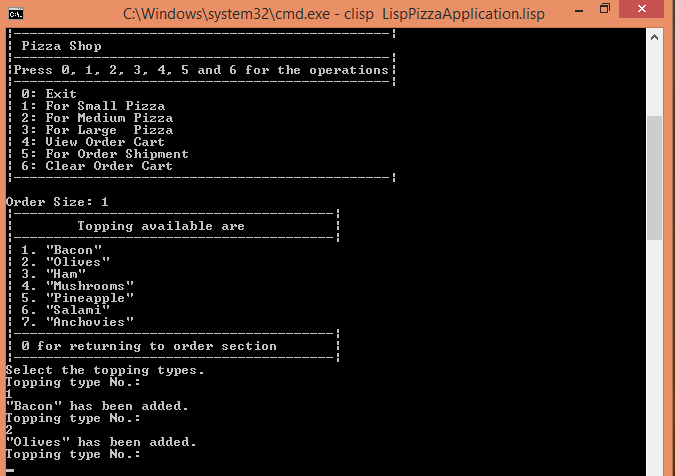 C:\Windows\system32\cmd.exe - clisp  LispPizzaApplication.lisp
¦-----------------------------------------------¦
¦ Pizza Shop
¦-----------------------------------------------¦
¦Press 0, 1, 2, 3, 4, 5 and 6 for the operations¦
¦-----------------------------------------------¦
¦ 0: Exit
¦ 1: For Small Pizza
¦ 2: For Medium Pizza
¦ 3: For Large  Pizza
¦ 4: View Order Cart
¦ 5: For Order Shipment
¦ 6: Clear Order Cart
¦-----------------------------------------------¦
Order Size: 1
¦----------------------------------------¦
¦        Topping available are           ¦
¦----------------------------------------¦
¦ 1. "Bacon"
¦ 2. "Olives"
¦ 3. "Ham"
¦ 4. "Mushrooms"
¦ 5. "Pineapple"
¦ 6. "Salami"
¦ 7. "Anchovies"
¦----------------------------------------¦
¦ 0 for returning to order section       ¦
¦----------------------------------------¦
Select the topping types.
Topping type No.:
1
"Bacon" has been added.
Topping type No.:
2
"Olives" has been added.
Topping type No.: